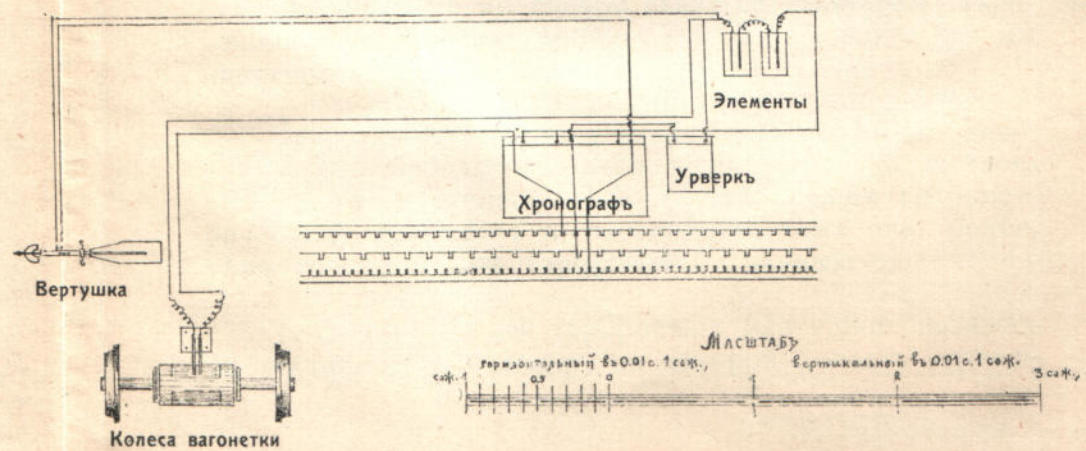 Элементы
Урверкъ
Хронографъ
Вертушка
Масштабъ
горизонтальный въ 0.01 с. 1 саж., вертикальный въ 0.01 с. 1 саж.
саж. 1 0,5 0 1 2 3 саж.
Колеса вагонетки